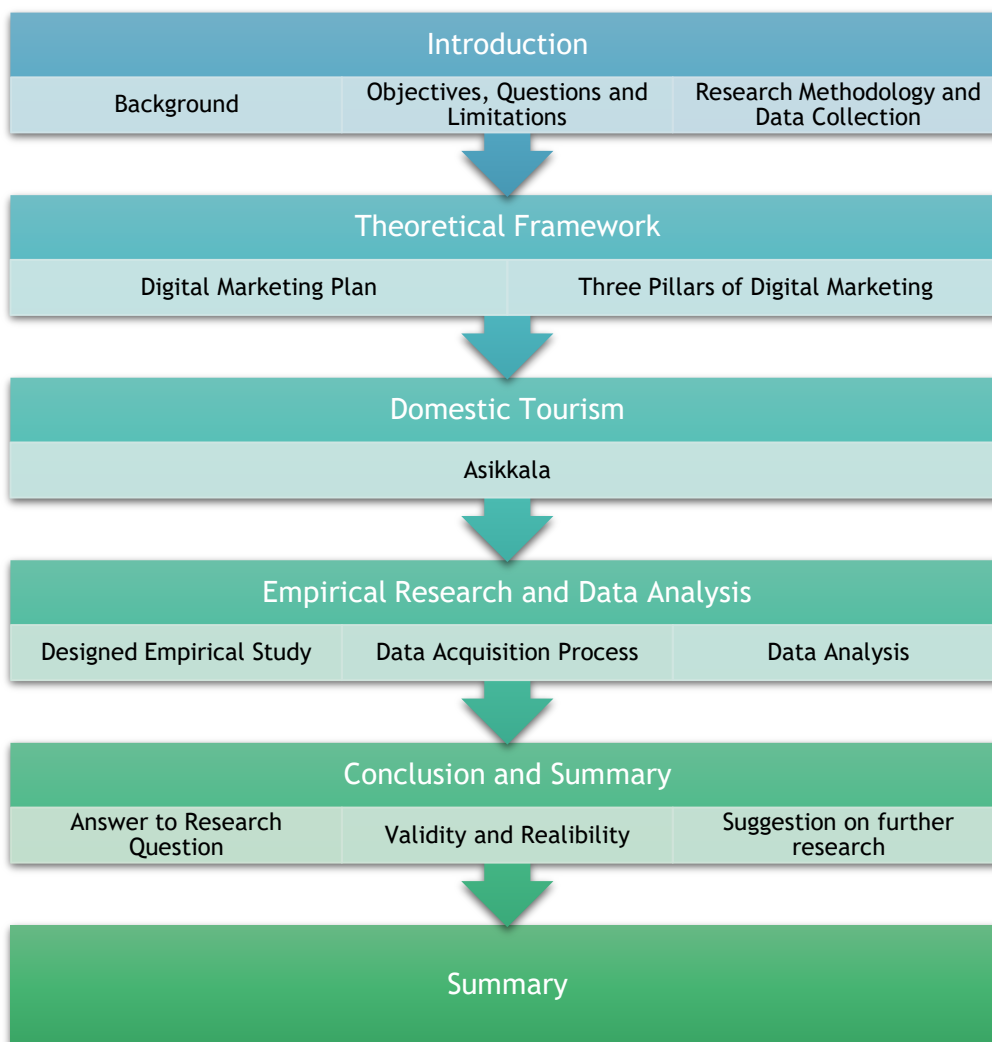 Introduction
Background
Objectives, Questions and
Limitations
Research Methodology and
Data Collection
Theoretical Framework
Digital Marketing Plan
Three Pillars of Digital Marketing
Domestic Tourism
Asikkala
Empirical Research and Data Analysis
Designed Empirical Study
Data Acquisition Process
Data Analysis
Conclusion and Summary
Answer to Research
Question
Validity and Realibility
Suggestion on further
research
Summary